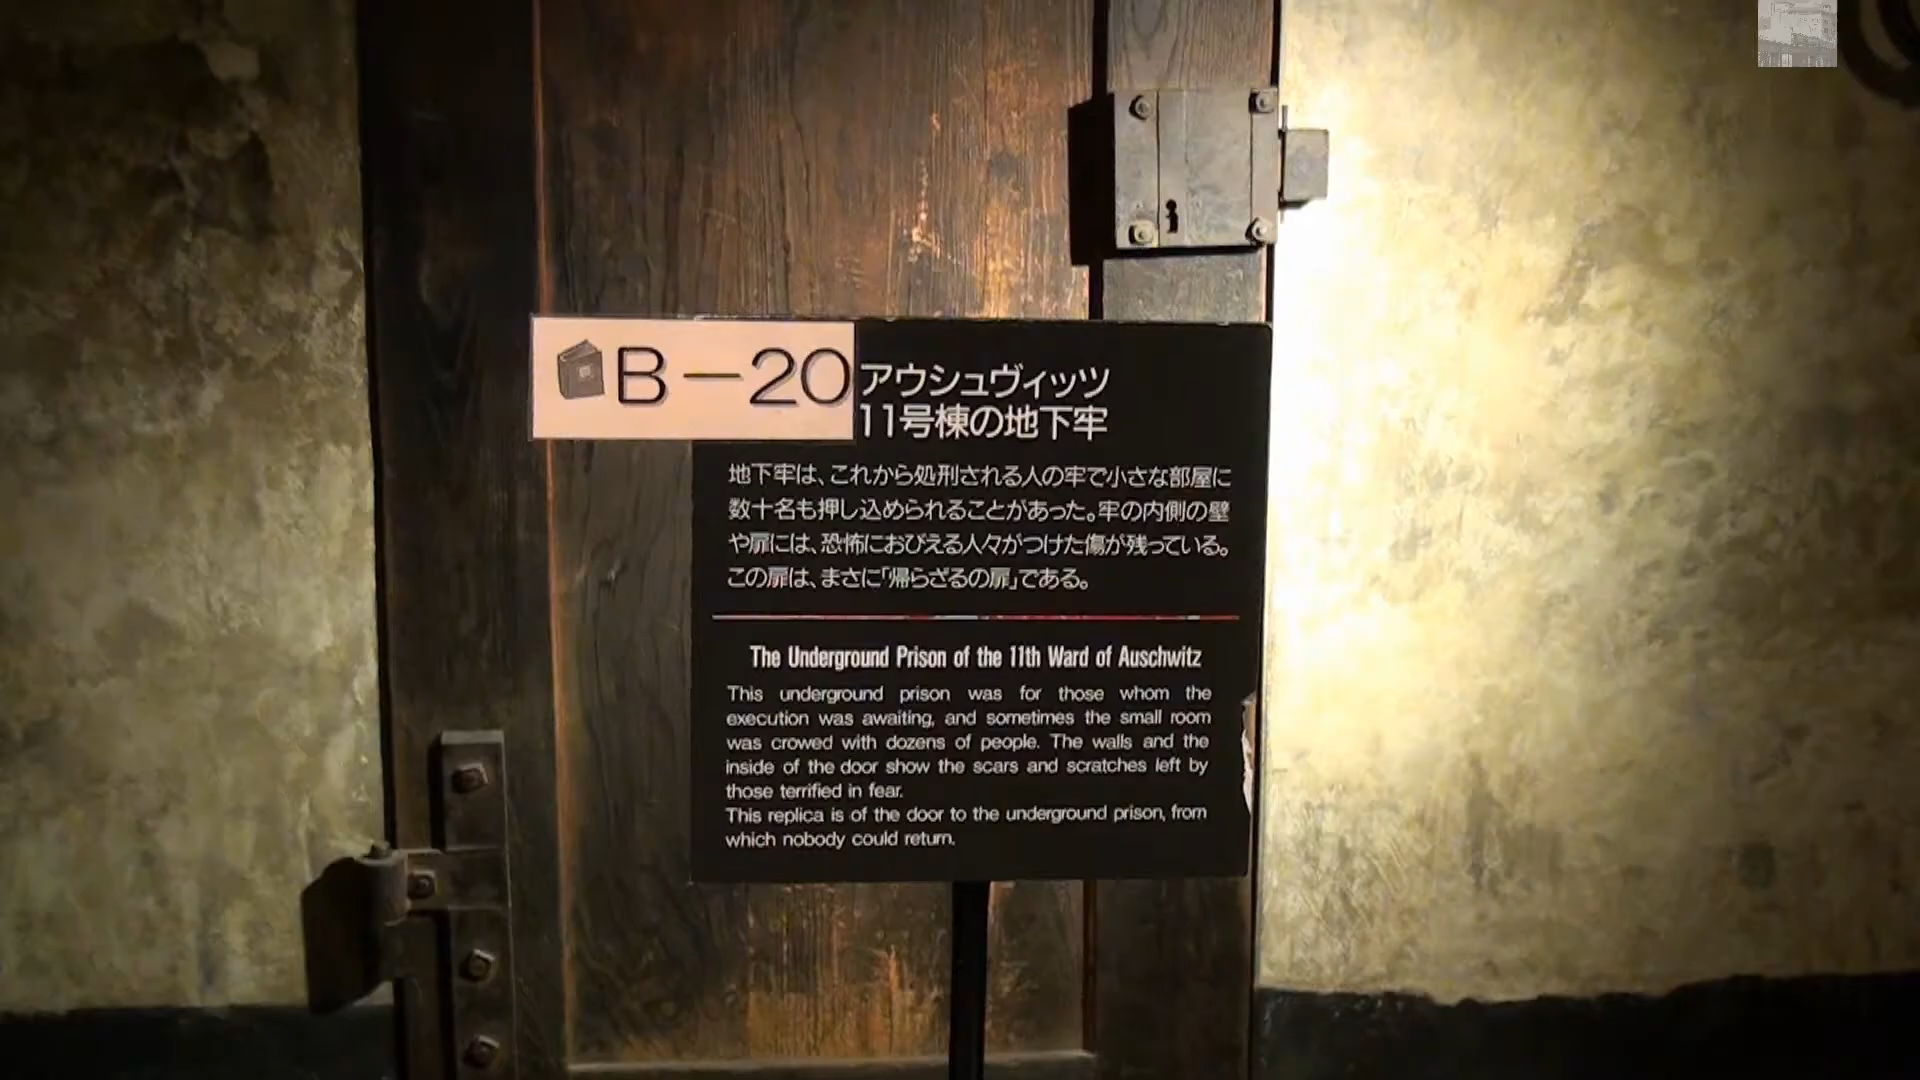 B-20
アウシュヴィッツ
11号棟の地下牢
地下牢は、これから処刑される人の牢で小さな部屋に
数十名も押し込められることがあった。牢の内側の壁
や扉には、恐怖におびえる人々がつけた傷が残っている。
この扉は、まさに「帰らざるの扉」である。
The Underground Prison of the 11th Ward of Auschwitz
This underground prison was for those whom the
execution was awaiting, and sometimes the small room
was crowed with dozens of people. The walls and the
inside of the door show the scars and scratches left by
those terrified in fear.
This replica is of the door to the underground prison, from
which nobody could return.